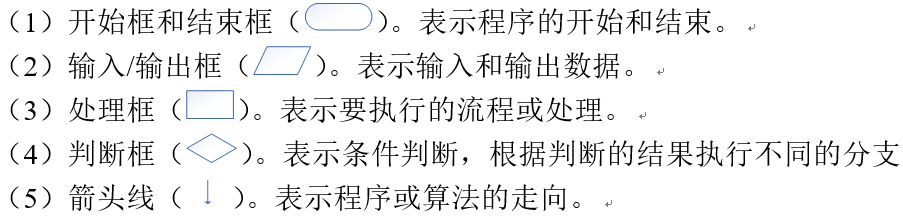 （1）开始框和结束框（）。表示程序的开始和结束。
（2）输入/输出框（）。表示输入和输出数据。
（3）处理框（）。表示要执行的流程或处理。
（4）判断框（）。表示条件判断，根据判断的结果执行不同的分支
（5）箭头线（↓）。表示程序或算法的走向。